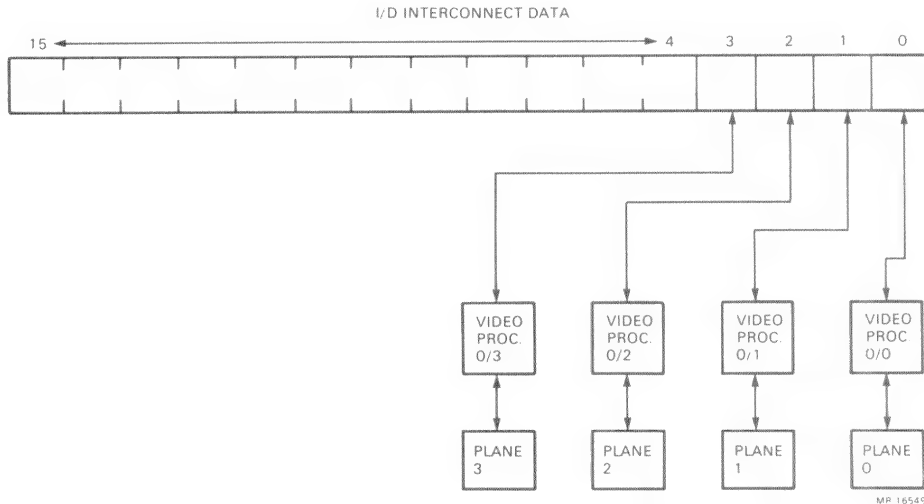 I/D INTERCONNECT DATA
15 4 3 2 1 0
VIDEO PROC. 0/3
VIDEO PROC. 0/2
VIDEO PROC. 0/1
VIDEO PROC 0/0
PLANE 3
PLANE 2
PLANE 1
PLANE 0